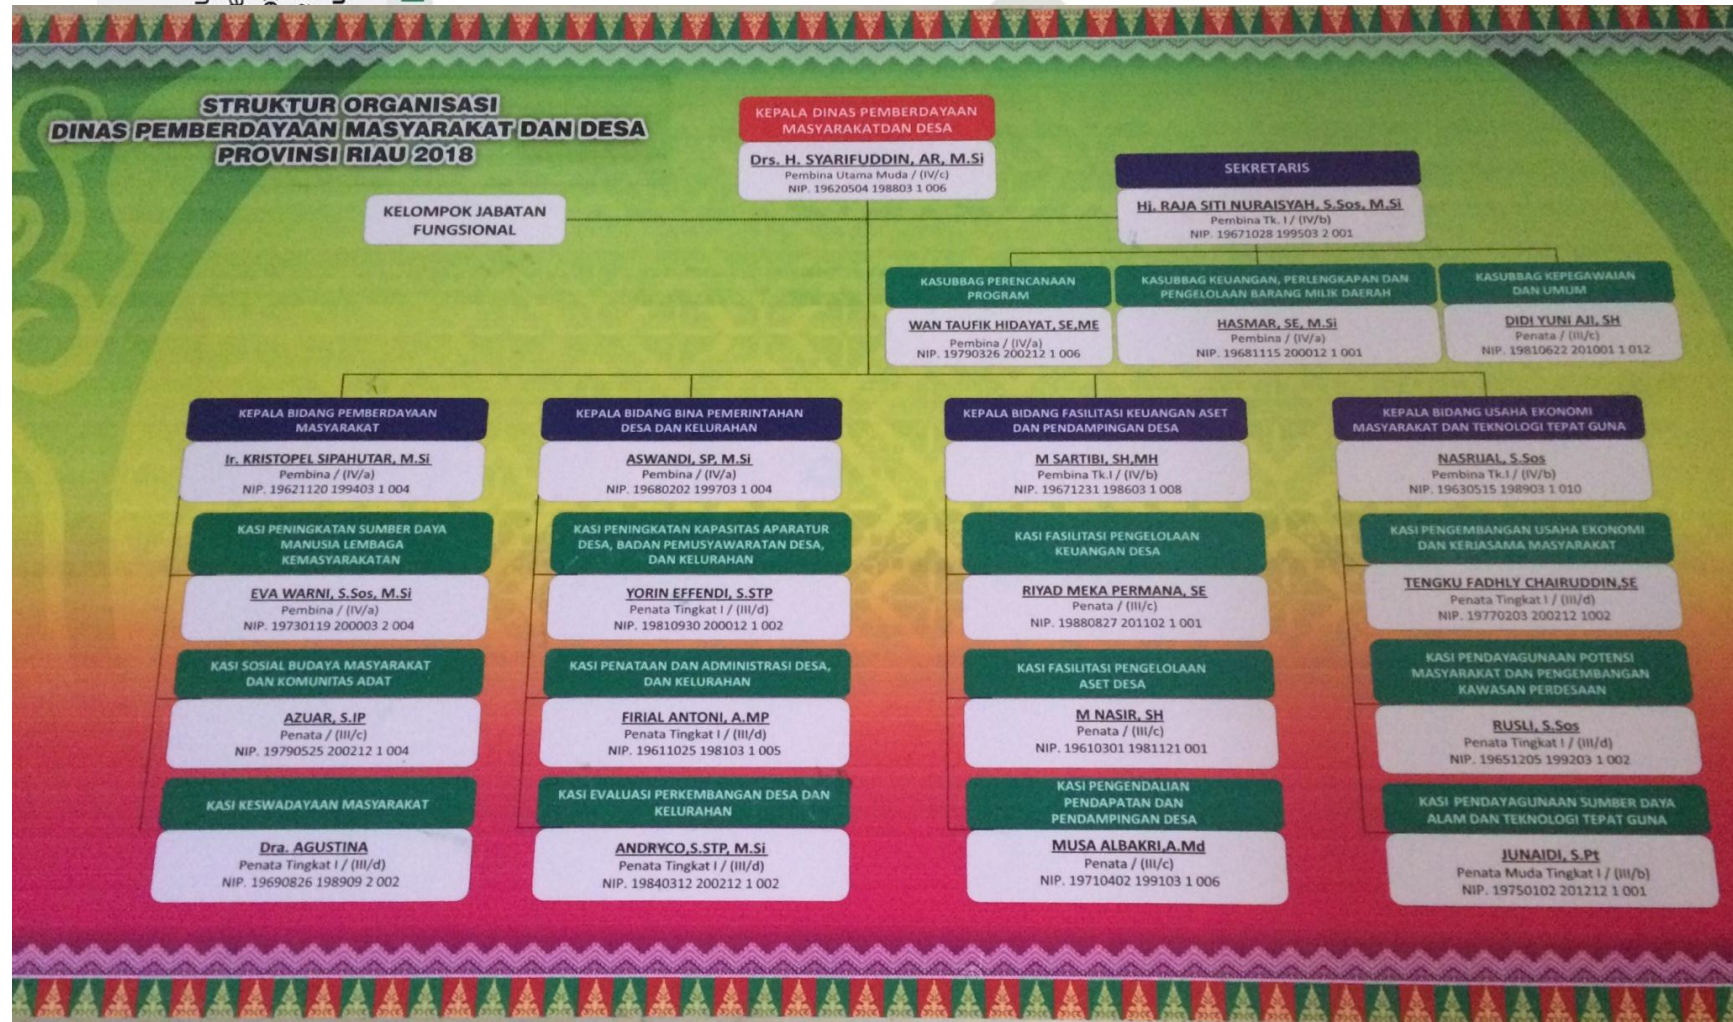 STRUKTUR ORGANISASI
DINAS PEMBERDAYAAN MASYARAKAT DAN DESA
PROVINSI RIAU 2018
KEPALA DINAS PEMBERDAYAAN
MASYARAKATDAN DESA
Drs. H. SYARIFUDDIN, AR, M.Si
Pembina Utama Muda / (IV/c)
NIP. 19620504 198803 1 006
SEKRETARIS
Hj. RAJA SITI NURAISYAH, S.Sos, M.Si
Pembina Tk. I / (IV/b)
NIP. 19671028 199503 2 001
KELOMPOK JABATAN
FUNGSIONAL
KASUBBAG PERENCANAAN
PROGRAM
WAN TAUFIK HIDAYAT, SE,ME
Pembina / (IV/a)
NIP. 19790326 200212 1 006
KASUBBAG KEUANGAN, PERLENGKAPAN DAN
PENGELOLAAN BARANG MILIK DAERAH
HASMAR, SE, M.Si
Pembina / (IV/a)
NIP. 19681115 200012 1 001
KASUBBAG KEPEGAWAIAN
DAN UMUM
DIDI YUNI AJI, SH
Penata / (III/c)
NIP. 19810622 201001 1 012
KEPALA BIDANG PEMBERDAYAAN
MASYARAKAT
Ir. KRISTOPEL SIPAHUTAR, M.Si
Pembina / (IV/a)
NIP. 19621120 199403 1 004
KASI PENINGKATAN SUMBER DAYA
MANUSIA LEMBAGA
KEMASYARAKATAN
EVA WARNI, S.Sos, M.Si
Pembina / (IV/a)
NIP. 19730119 200003 2 004
KASI SOSIAL BUDAYA MASYARAKAT
DAN KOMUNITAS ADAT
AZUAR, S.IP
Penata / (III/c)
NIP. 19790525 200212 1 004
KASI KESWADAYAAN MASYARAKAT
Dra. AGUSTINA
Penata Tingkat I / (III/d)
NIP. 19690826 198909 2 002
KEPALA BIDANG BINA PEMERINTAHAN
DESA DAN KELURAHAN
ASWANDI, SP, M.Si
Pembina / (IV/a)
NIP. 19680202 199703 1 004
KASI PENINGKATAN KAPASITAS APARATUR
DESA, BADAN PEMUSYAWARATAN DESA,
DAN KELURAHAN
YORIN EFFENDI, S.STP
Penata Tingkat I / (III/d)
NIP. 19810930 200012 1 002
KASI PENATAAN DAN ADMINISTRASI DESA,
DAN KELURAHAN
FIRIAL ANTONI, A.MP
Penata Tingkat I / (III/d)
NIP. 19611025 198103 1 005
KASI EVALUASI PERKEMBANGAN DESA DAN
KELURAHAN
ANDRYCO,S.STP, M.Si
Penata Tingkat I / (III/d)
NIP. 19840312 200212 1 002
KEPALA BIDANG FASILITASI KEUANGAN ASET
DAN PENDAMPINGAN DESA
M SARTIBI, SH,MH
Pembina Tk.I / (IV/b)
NIP. 19671231 198603 1 008
KASI FASILITASI PENGELOLAAN
KEUANGAN DESA
RIYAD MEKA PERMANA, SE
Penata / (III/c)
NIP. 19880827 201102 1 001
KASI FASILITASI PENGELOLAAN
ASET DESA
M NASIR, SH
Penata / (III/c)
NIP. 19610301 1981121 001
KASI PENGENDALIAN
PENDAPATAN DAN
PENDAMPINGAN DESA
MUSA ALBAKRI,A.Md
Penata / (III/c)
NIP. 19710402 199103 1 006
KEPALA BIDANG USAHA EKONOMI
MASYARAKAT DAN TEKNOLOGI TEPAT GUNA
NASRIJAL, S.Sos
Pembina Tk.I / (IV/b)
NIP. 19630515 198903 1 010
KASI PENGEMBANGAN USAHA EKONOMI
DAN KERJASAMA MASYARAKAT
TENGKU FADHLY CHAIRUDDIN,SE
Penata Tingkat I / (III/d)
NIP. 19770203 200212 1002
KASI PENDAYAGUNAAN POTENSI
MASYARAKAT DAN PENGEMBANGAN
KAWASAN PERDESAAN
RUSLI, S.Sos
Penata Tingkat I / (III/d)
NIP. 19651205 199203 1 002
KASI PENDAYAGUNAAN SUMBER DAYA
ALAM DAN TEKNOLOGI TEPAT GUNA
JUNAIDI, S.Pt
Penata Muda Tingkat I / (III/b)
NIP. 19750102 201212 1 001